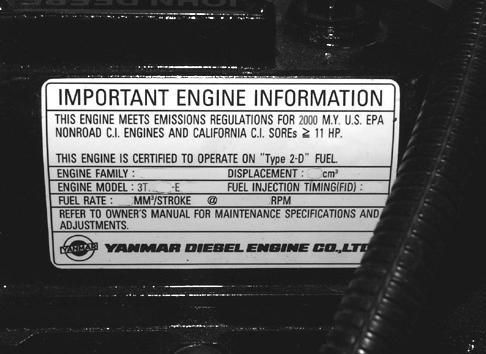 IMPORTANT ENGINE INFORMATION
THIS ENGINE MEETS EMISSIONS REGULATIONS FOR 2000 M.Y. U.S. EPA
NONROAD C.I. ENGINES AND CALIFORNIA C.I. SOREs ≥ 11 HP.
THIS ENGINE IS CERTIFIED TO OPERATE ON "Type 2-D" FUEL.
ENGINE FAMILY : DISPLACEMENT : cm³
ENGINE MODEL : 3T -E FUEL INJECTION TIMING(FID) :
FUEL RATE : MM³/STROKE @ RPM
REFER TO OWNER'S MANUAL FOR MAINTENANCE SPECIFICATIONS AND
ADJUSTMENTS.
YANMAR YANMAR DIESEL ENGINE CO.,LTD